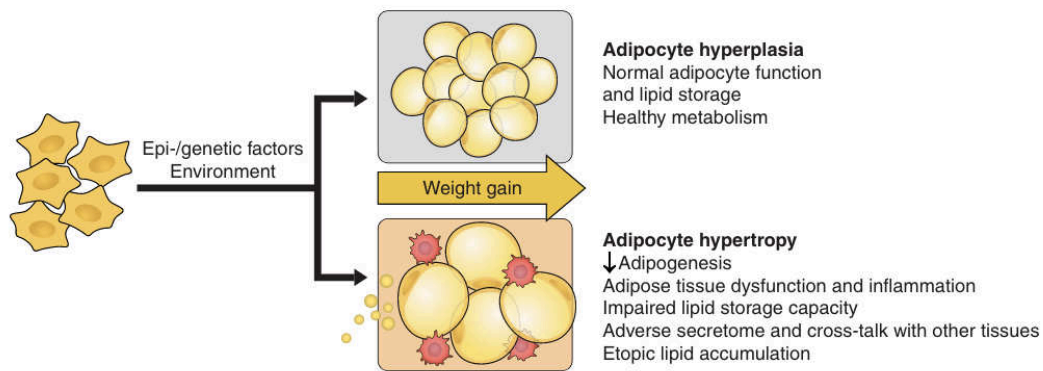 Epi-/genetic factors
Environment
Adipocyte hyperplasia
Normal adipocyte function
and lipid storage
Healthy metabolism
Weight gain
Adipocyte hypertropy
↓Adipogenesis
Adipose tissue dysfunction and inflammation
Impaired lipid storage capacity
Adverse secretome and cross-talk with other tissues
Etopic lipid accumulation